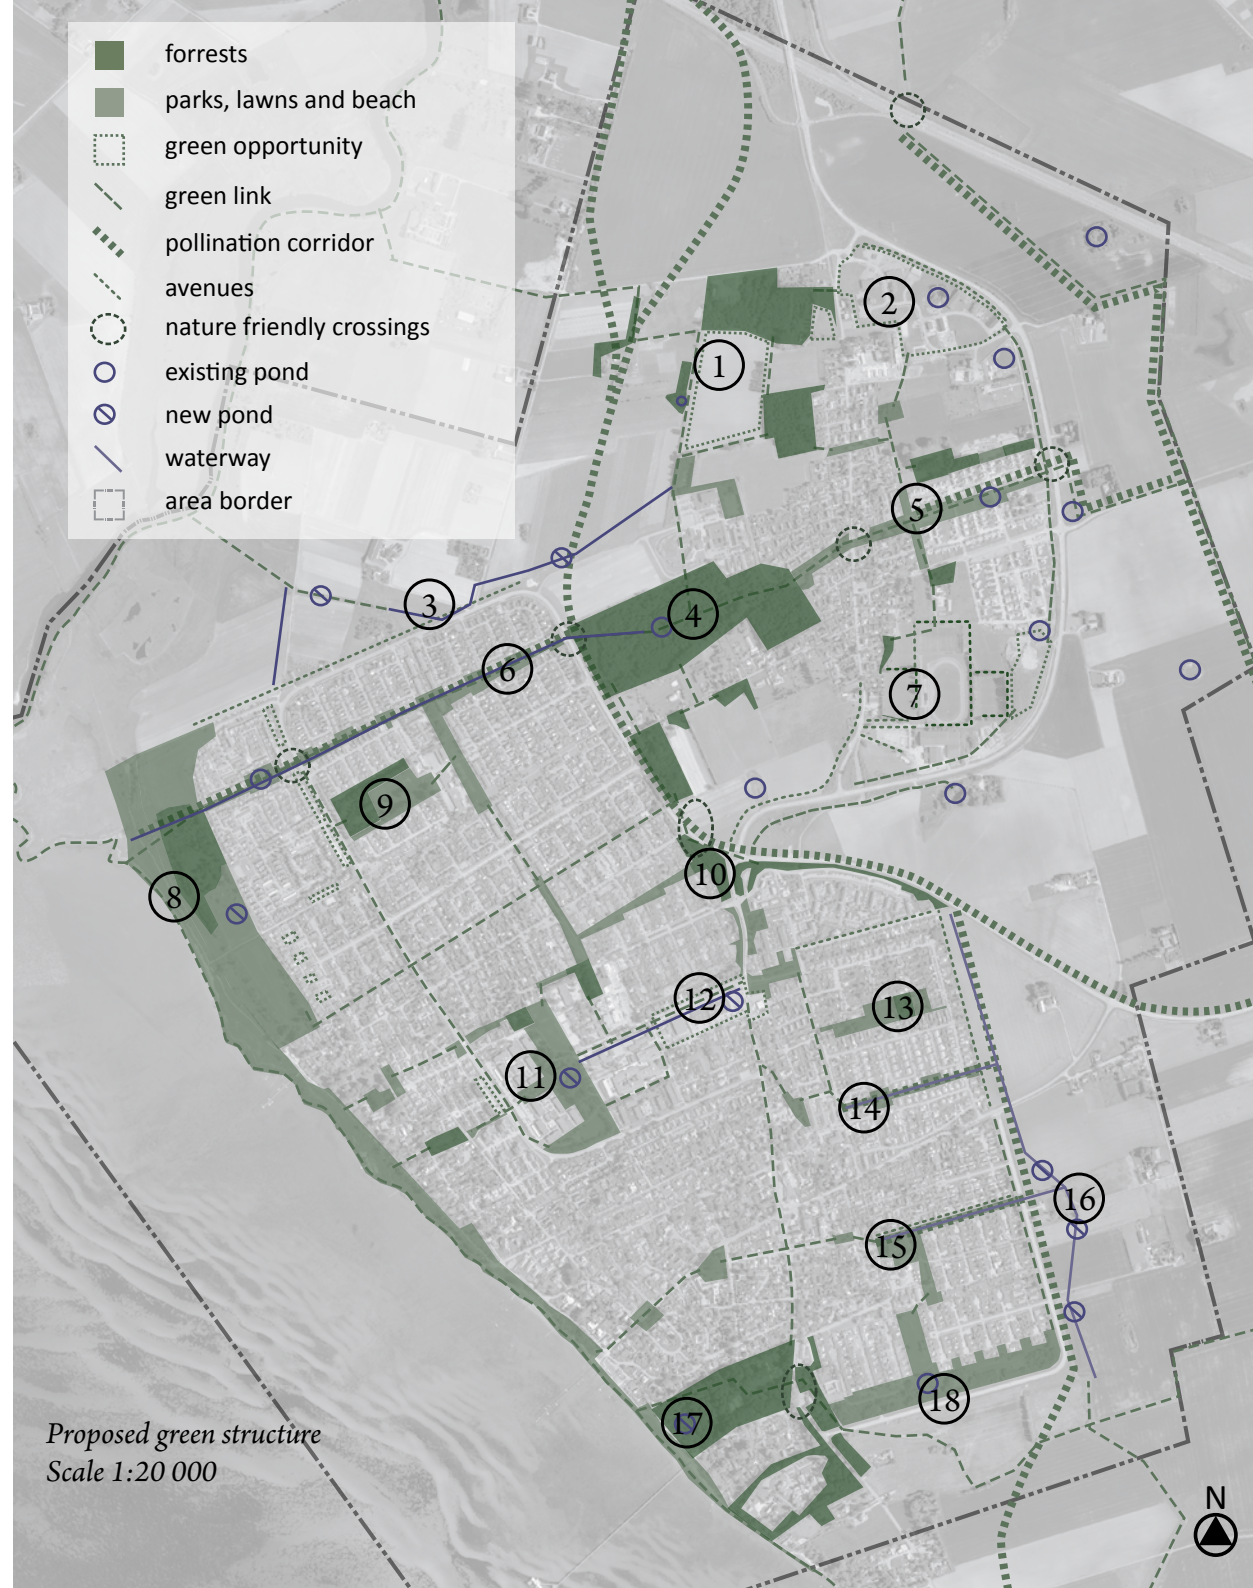 forrests
parks, lawns and beach
green opportunity
green link
pollination corridor
avenues
nature friendly crossings
existing pond
new pond
waterway
area border
2
1
5
3
4
6
7
9
8
10
12
13
11
14
16
15
18
17
Proposed green structure
Scale 1:20 000
N